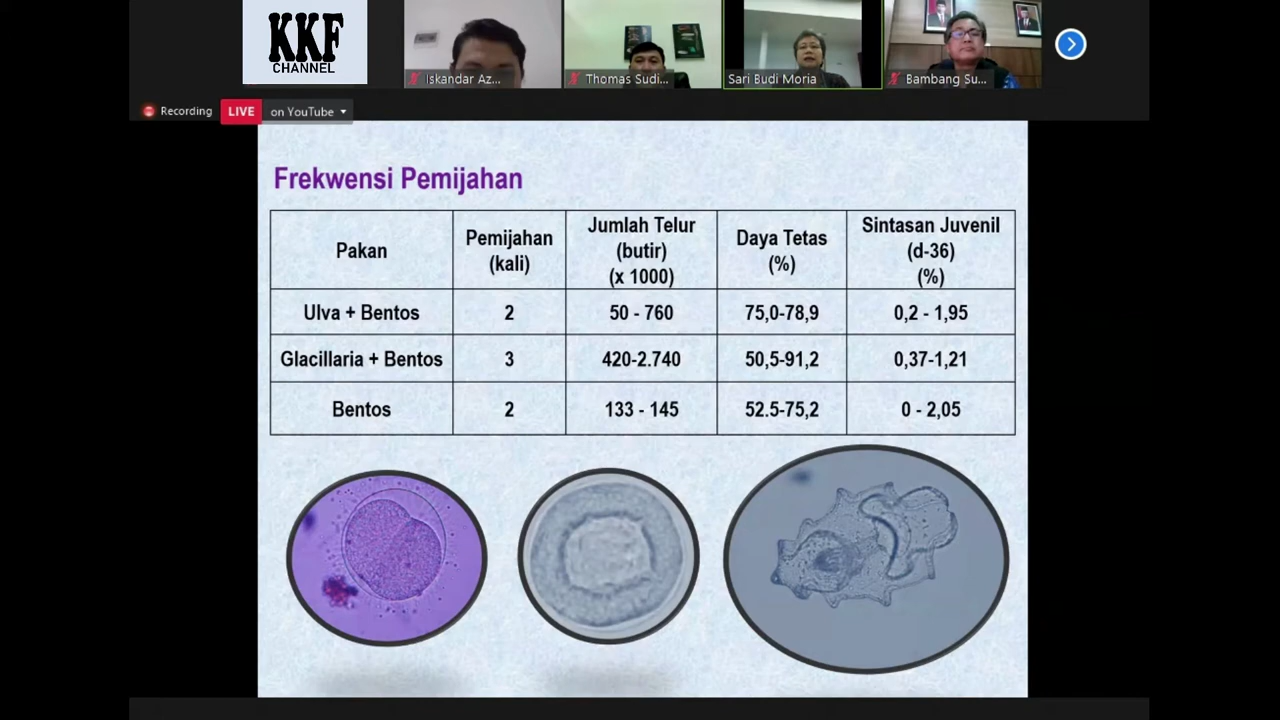 KKF
CHANNEL
Iskandar Az...
Thomas Sudi...
Sari Budi Moria
Bambang Su...
Recording
LIVE
on YouTube
Frekwensi Pemijahan
Pakan
Pemijahan
(kali)
Jumlah Telur
(butir)
(x 1000)
Daya Tetas
(%)
Sintasan Juvenil
(d-36)
(%)
Ulva + Bentos 2 50 - 760 75,0-78,9 0,2 - 1,95
Glacillaria + Bentos 3 420-2.740 50,5-91,2 0,37-1,21
Bentos 2 133 - 145 52.5-75,2 0 - 2,05